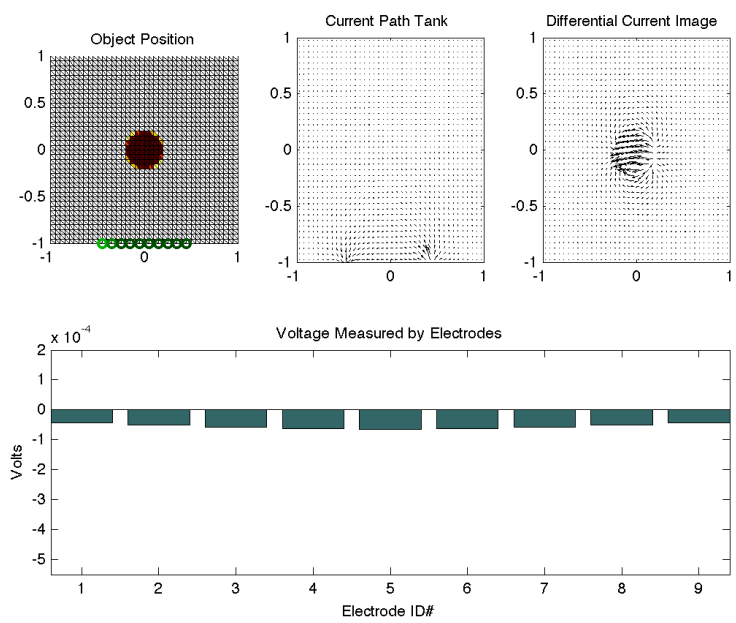 Object Position
1
0.5
0
-0.5
-1
-1 0 1
Current Path Tank
1
0.5
0
-0.5
-1
-1 0 1
Differential Current Image
1
0.5
0
-0.5
-1
-1 0 1
Voltage Measured by Electrodes
x 10^-4
2
1
0
-1
-2
-3
-4
-5
Volts
1 2 3 4 5 6 7 8 9
Electrode ID#